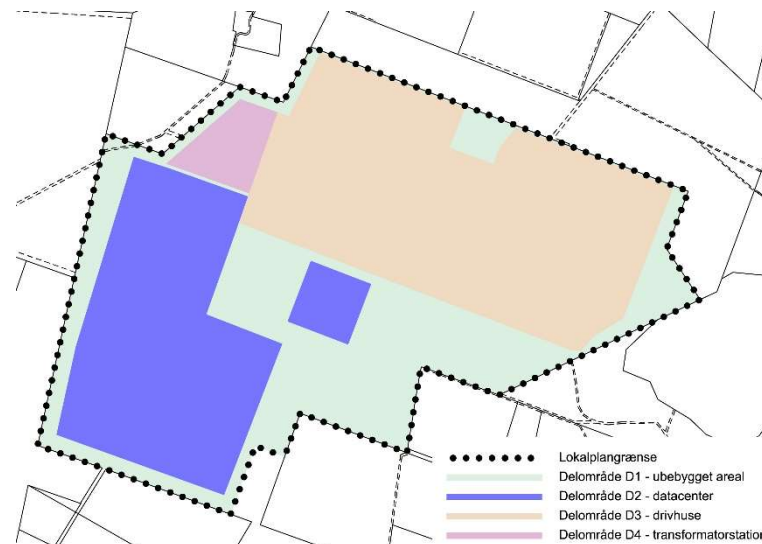 Lokalplangrænse
Delområde D1 - ubebygget areal
Delområde D2 - datacenter
Delområde D3 - drivhuse
Delområde D4 - transformatorstation